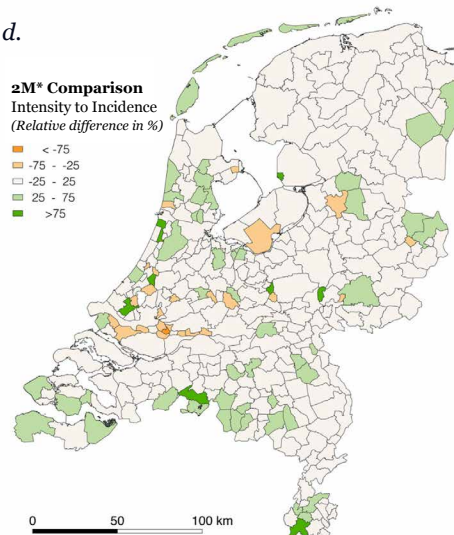 d.
2M* Comparison
Intensity to Incidence
(Relative difference in %)
< -75
-75 - -25
-25 - 25
25 - 75
>75
0 50 100 km